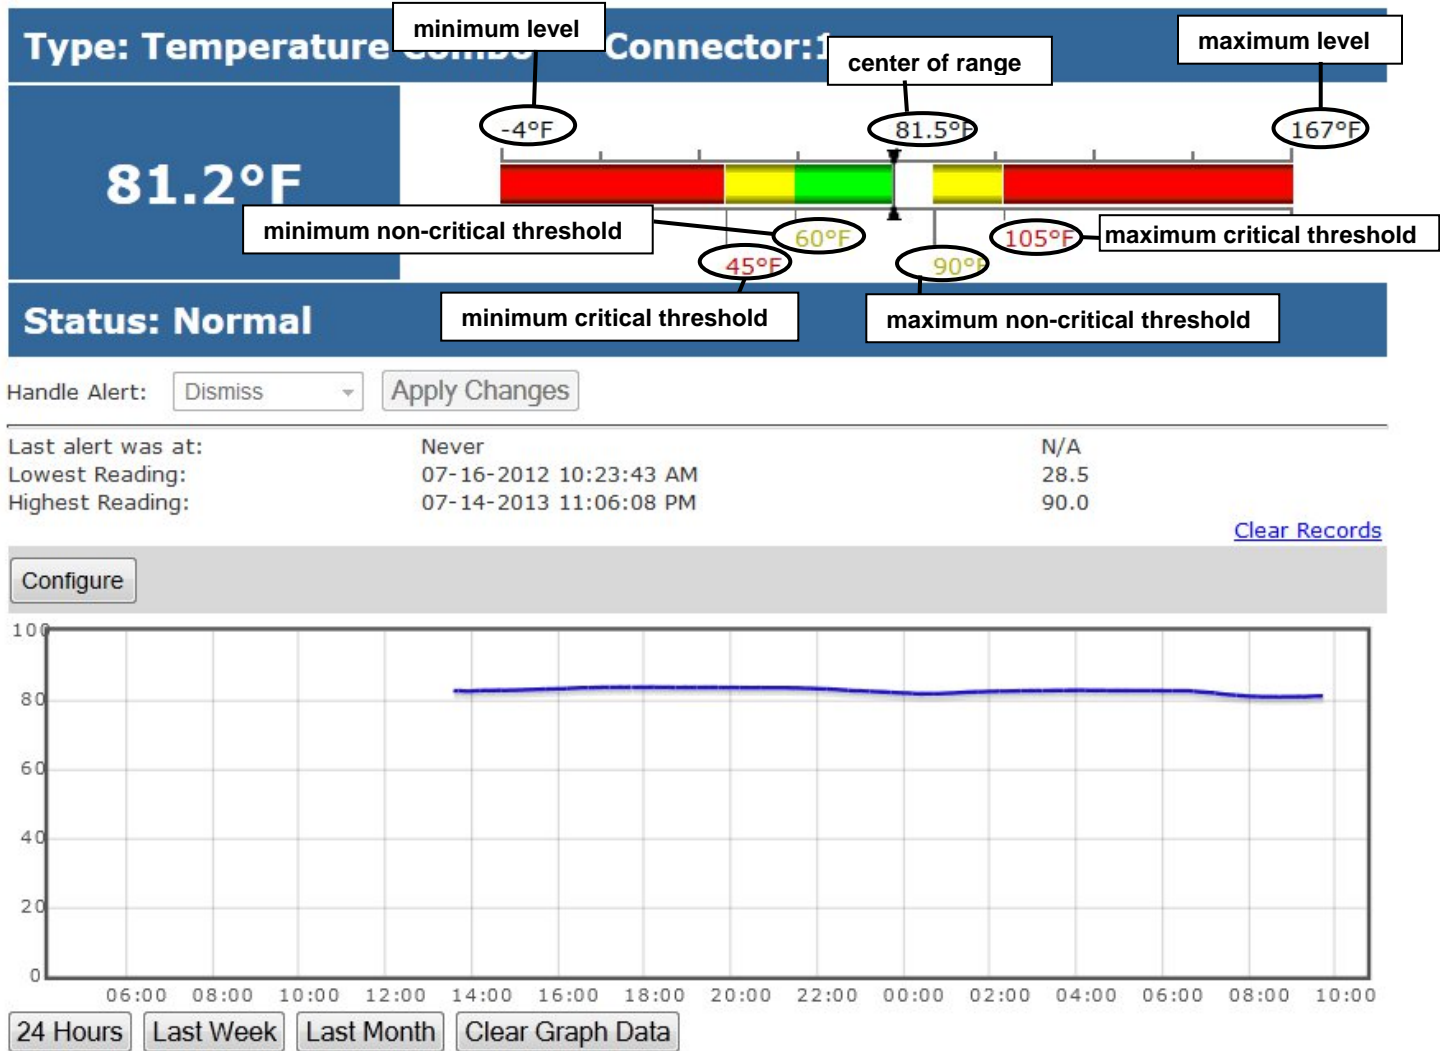 minimum level
maximum level
Type: Temperature Combo Connector:1
center of range
-4°F 81.5°F 167°F
81.2°F
minimum non-critical threshold 60°F 105°F maximum critical threshold
45°F 90°F
Status: Normal
minimum critical threshold maximum non-critical threshold
Handle Alert: Dismiss Apply Changes
Last alert was at: Never N/A
Lowest Reading: 07-16-2012 10:23:43 AM 28.5
Highest Reading: 07-14-2013 11:06:08 PM 90.0
Clear Records
Configure
100
80
60
40
20
0
06:00 08:00 10:00 12:00 14:00 16:00 18:00 20:00 22:00 00:00 02:00 04:00 06:00 08:00 10:00
24 Hours Last Week Last Month Clear Graph Data